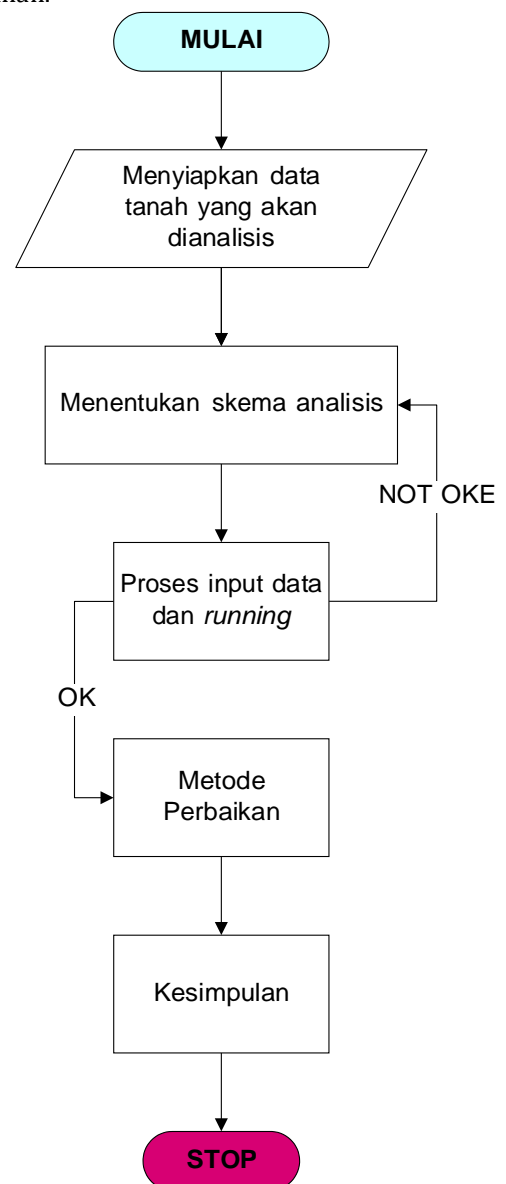 MULAI
Menyiapkan data
tanah yang akan
dianalisis
Menentukan skema analisis
NOT OKE
Proses input data
dan running
OK
Metode
Perbaikan
Kesimpulan
STOP